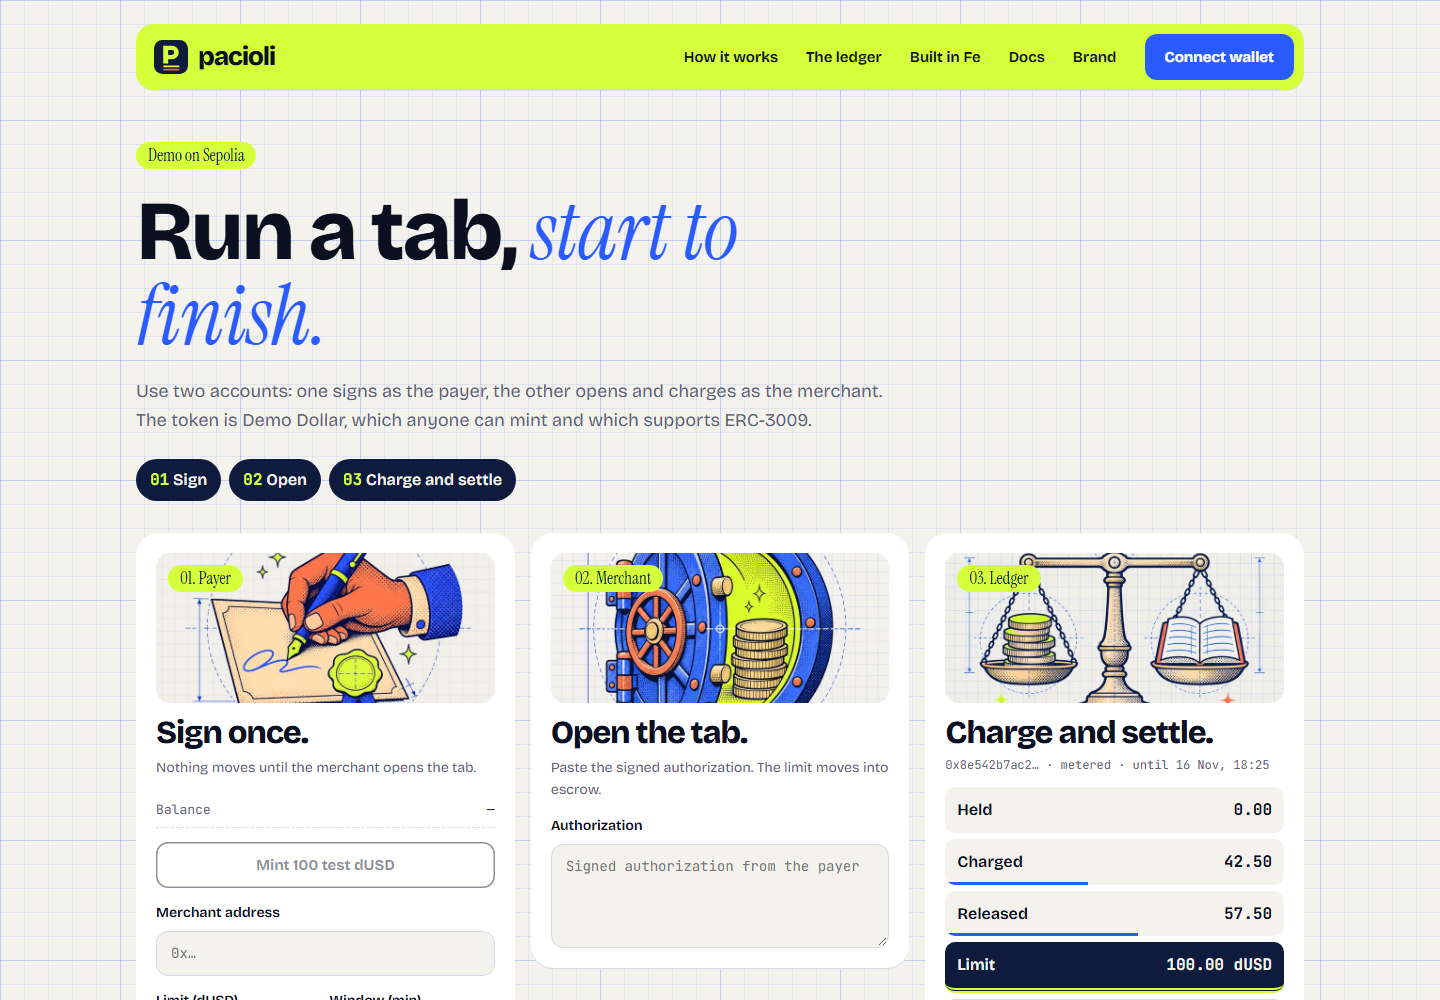 P pacioli
How it works
The ledger
Built in Fe
Docs
Brand
Connect wallet
Demo on Sepolia
Run a tab, start to
finish.
Use two accounts: one signs as the payer, the other opens and charges as the merchant.
The token is Demo Dollar, which anyone can mint and which supports ERC-3009.
01 Sign
02 Open
03 Charge and settle
01. Payer
Sign once.
Nothing moves until the merchant opens the tab.
Balance —
Mint 100 test dUSD
Merchant address
0x…
Limit (dUSD) Window (min)
02. Merchant
Open the tab.
Paste the signed authorization. The limit moves into
escrow.
Authorization
Signed authorization from the payer
03. Ledger
Charge and settle.
0x8e542b7ac2… · metered · until 16 Nov, 18:25
Held 0.00
Charged 42.50
Released 57.50
Limit 100.00 dUSD